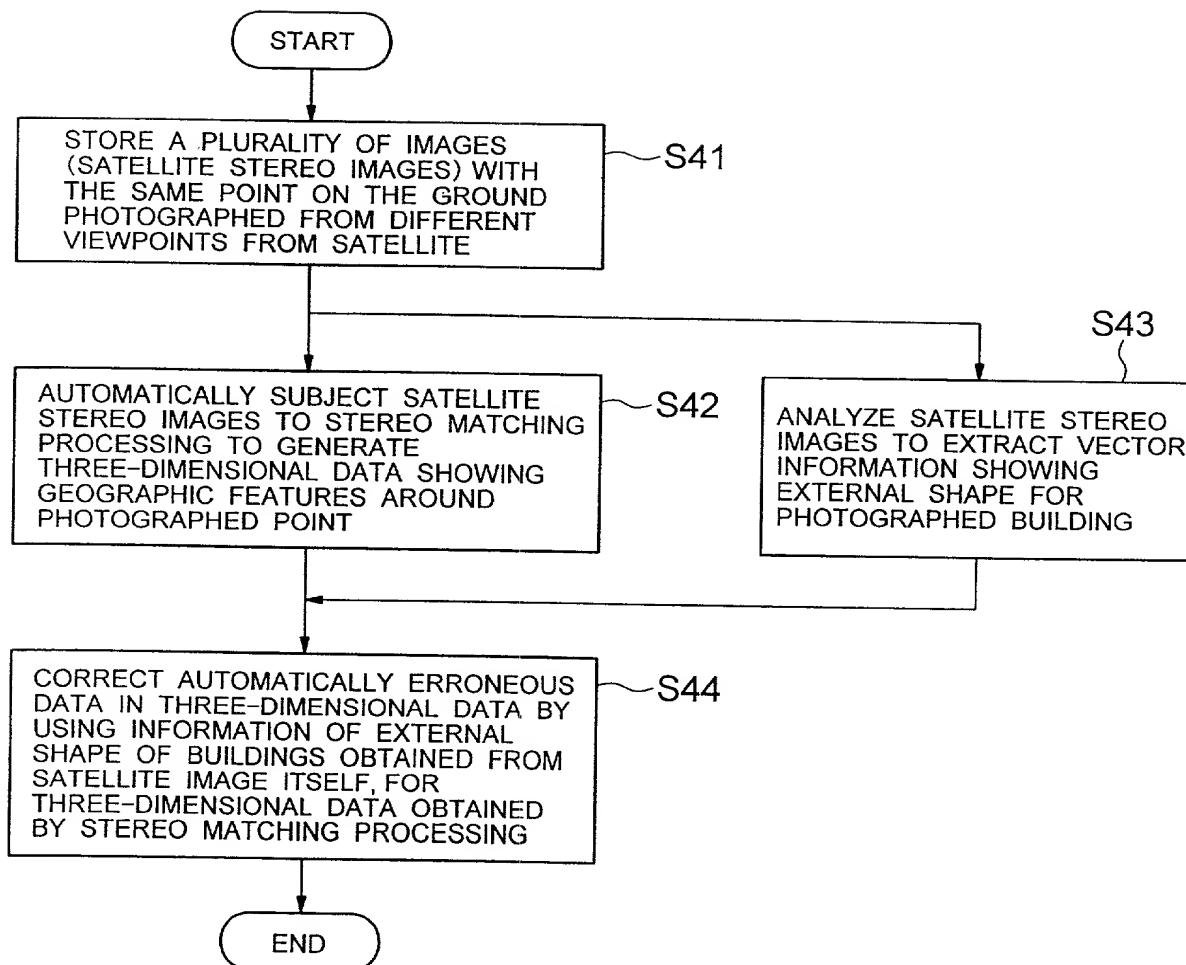 START
STORE A PLURALITY OF IMAGES
(SATELLITE STEREO IMAGES) WITH
THE SAME POINT ON THE GROUND
PHOTOGRAPHED FROM DIFFERENT
VIEWPOINTS FROM SATELLITE
S41
AUTOMATICALLY SUBJECT SATELLITE
STEREO IMAGES TO STEREO MATCHING
PROCESSING TO GENERATE
THREE-DIMENSIONAL DATA SHOWING
GEOGRAPHIC FEATURES AROUND
PHOTOGRAPHED POINT
S42
S43
ANALYZE SATELLITE STEREO
IMAGES TO EXTRACT VECTOR
INFORMATION SHOWING
EXTERNAL SHAPE FOR
PHOTOGRAPHED BUILDING
CORRECT AUTOMATICALLY ERRONEOUS
DATA IN THREE-DIMENSIONAL DATA BY
USING INFORMATION OF EXTERNAL
SHAPE OF BUILDINGS OBTAINED FROM
SATELLITE IMAGE ITSELF, FOR
THREE-DIMENSIONAL DATA OBTAINED
BY STEREO MATCHING PROCESSING
S44
END